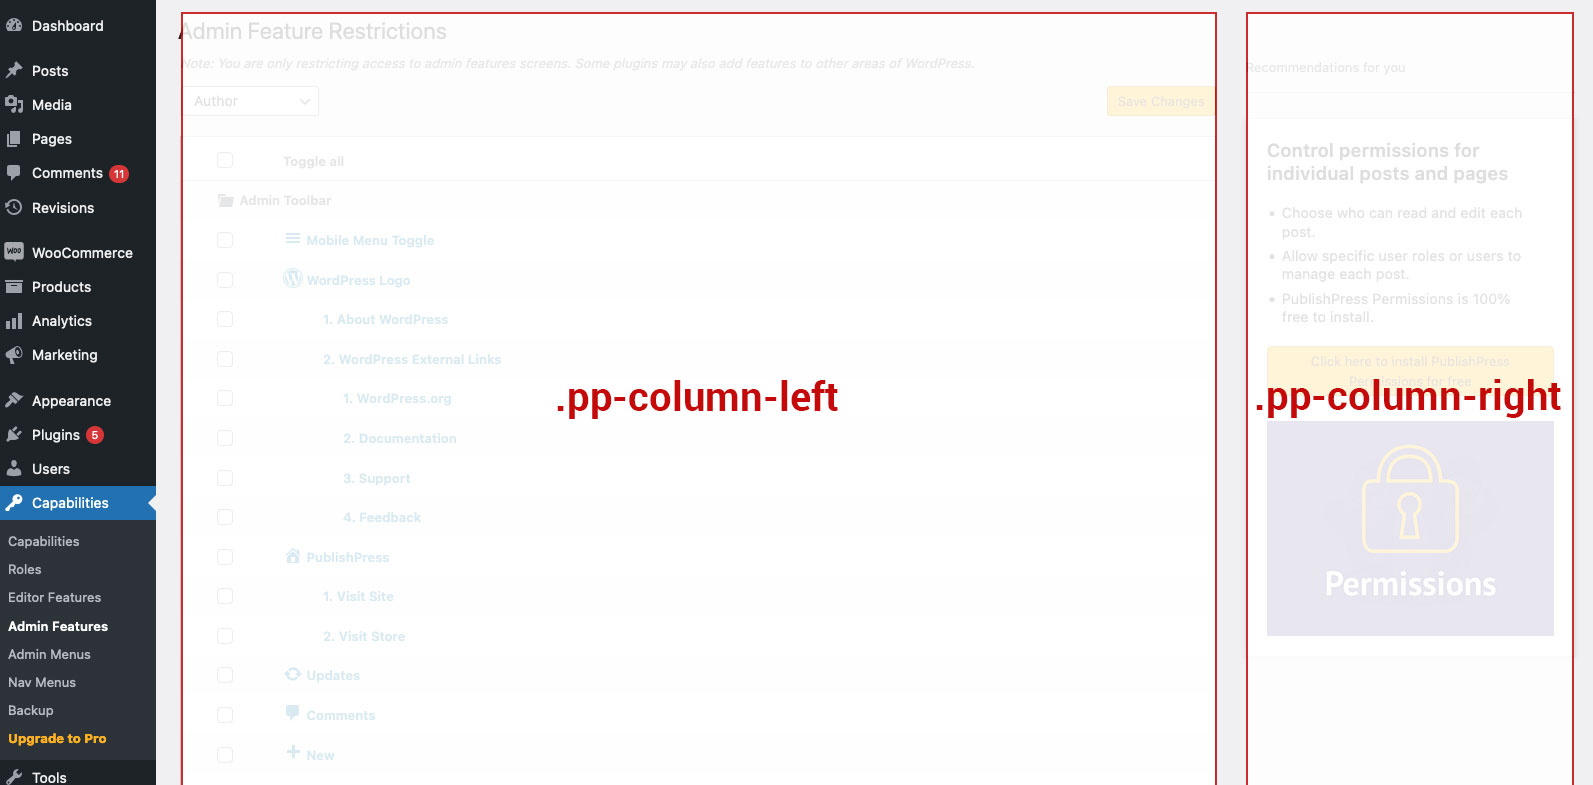 Dashboard
Posts
Media
Pages
Comments 11
Revisions
WOO WooCommerce
Products
Analytics
Marketing
Appearance
Plugins 5
Users
Capabilities
Capabilities
Roles
Editor Features
Admin Features
Admin Menus
Nav Menus
Backup
Upgrade to Pro
Tools
Admin Feature Restrictions
Note: You are only restricting access to admin features screens. Some plugins may also add features to other areas of WordPress.
Author
Save Changes
Toggle all
Admin Toolbar
Mobile Menu Toggle
WordPress Logo
1. About WordPress
2. WordPress External Links
1. WordPress.org
.pp-column-left
2. Documentation
3. Support
4. Feedback
PublishPress
1. Visit Site
2. Visit Store
Updates
Comments
New
Recommendations for you
Control permissions for
individual posts and pages
• Choose who can read and edit each
post.
• Allow specific user roles or users to
manage each post.
• PublishPress Permissions is 100%
free to install.
Click here to install PublishPress
Permissions for free
.pp-column-right
Permissions